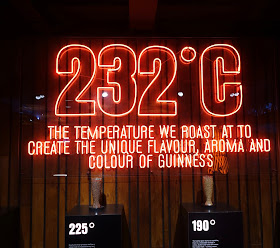 232°C
THE TEMPERATURE WE ROAST AT TO
CREATE THE UNIQUE FLAVOUR, AROMA AND
COLOUR OF GUINNESS
225°
190°